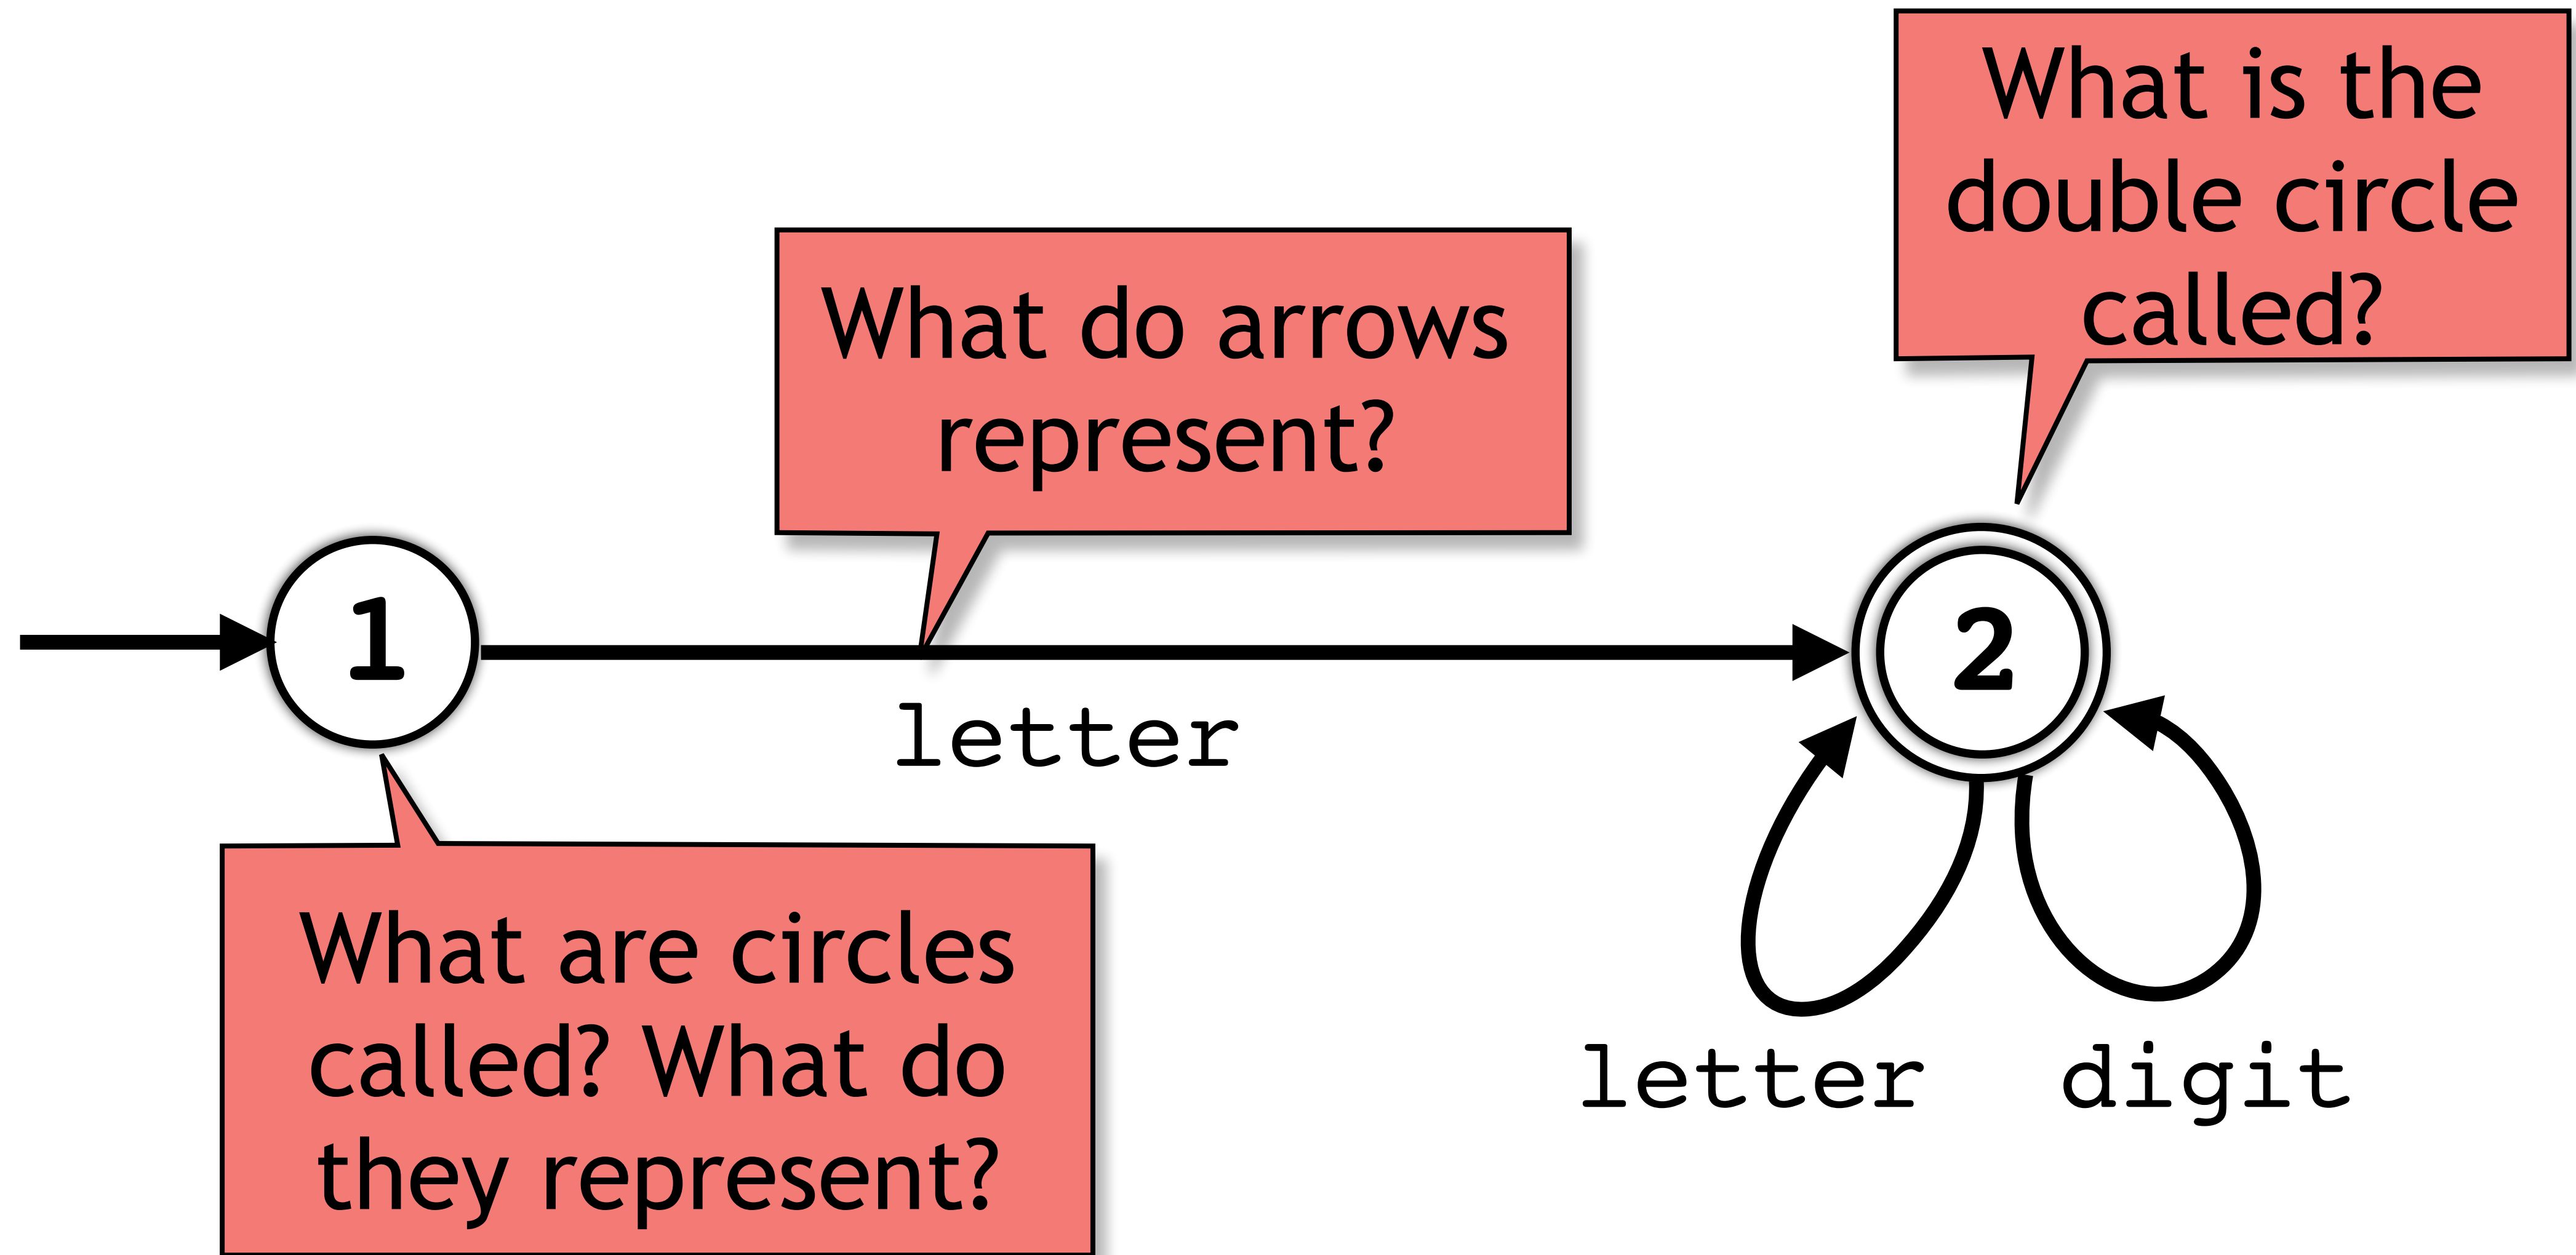 What is the
double circle
called?
What do arrows
represent?
1
2
letter
What are circles
called? What do
they represent?
letter
digit